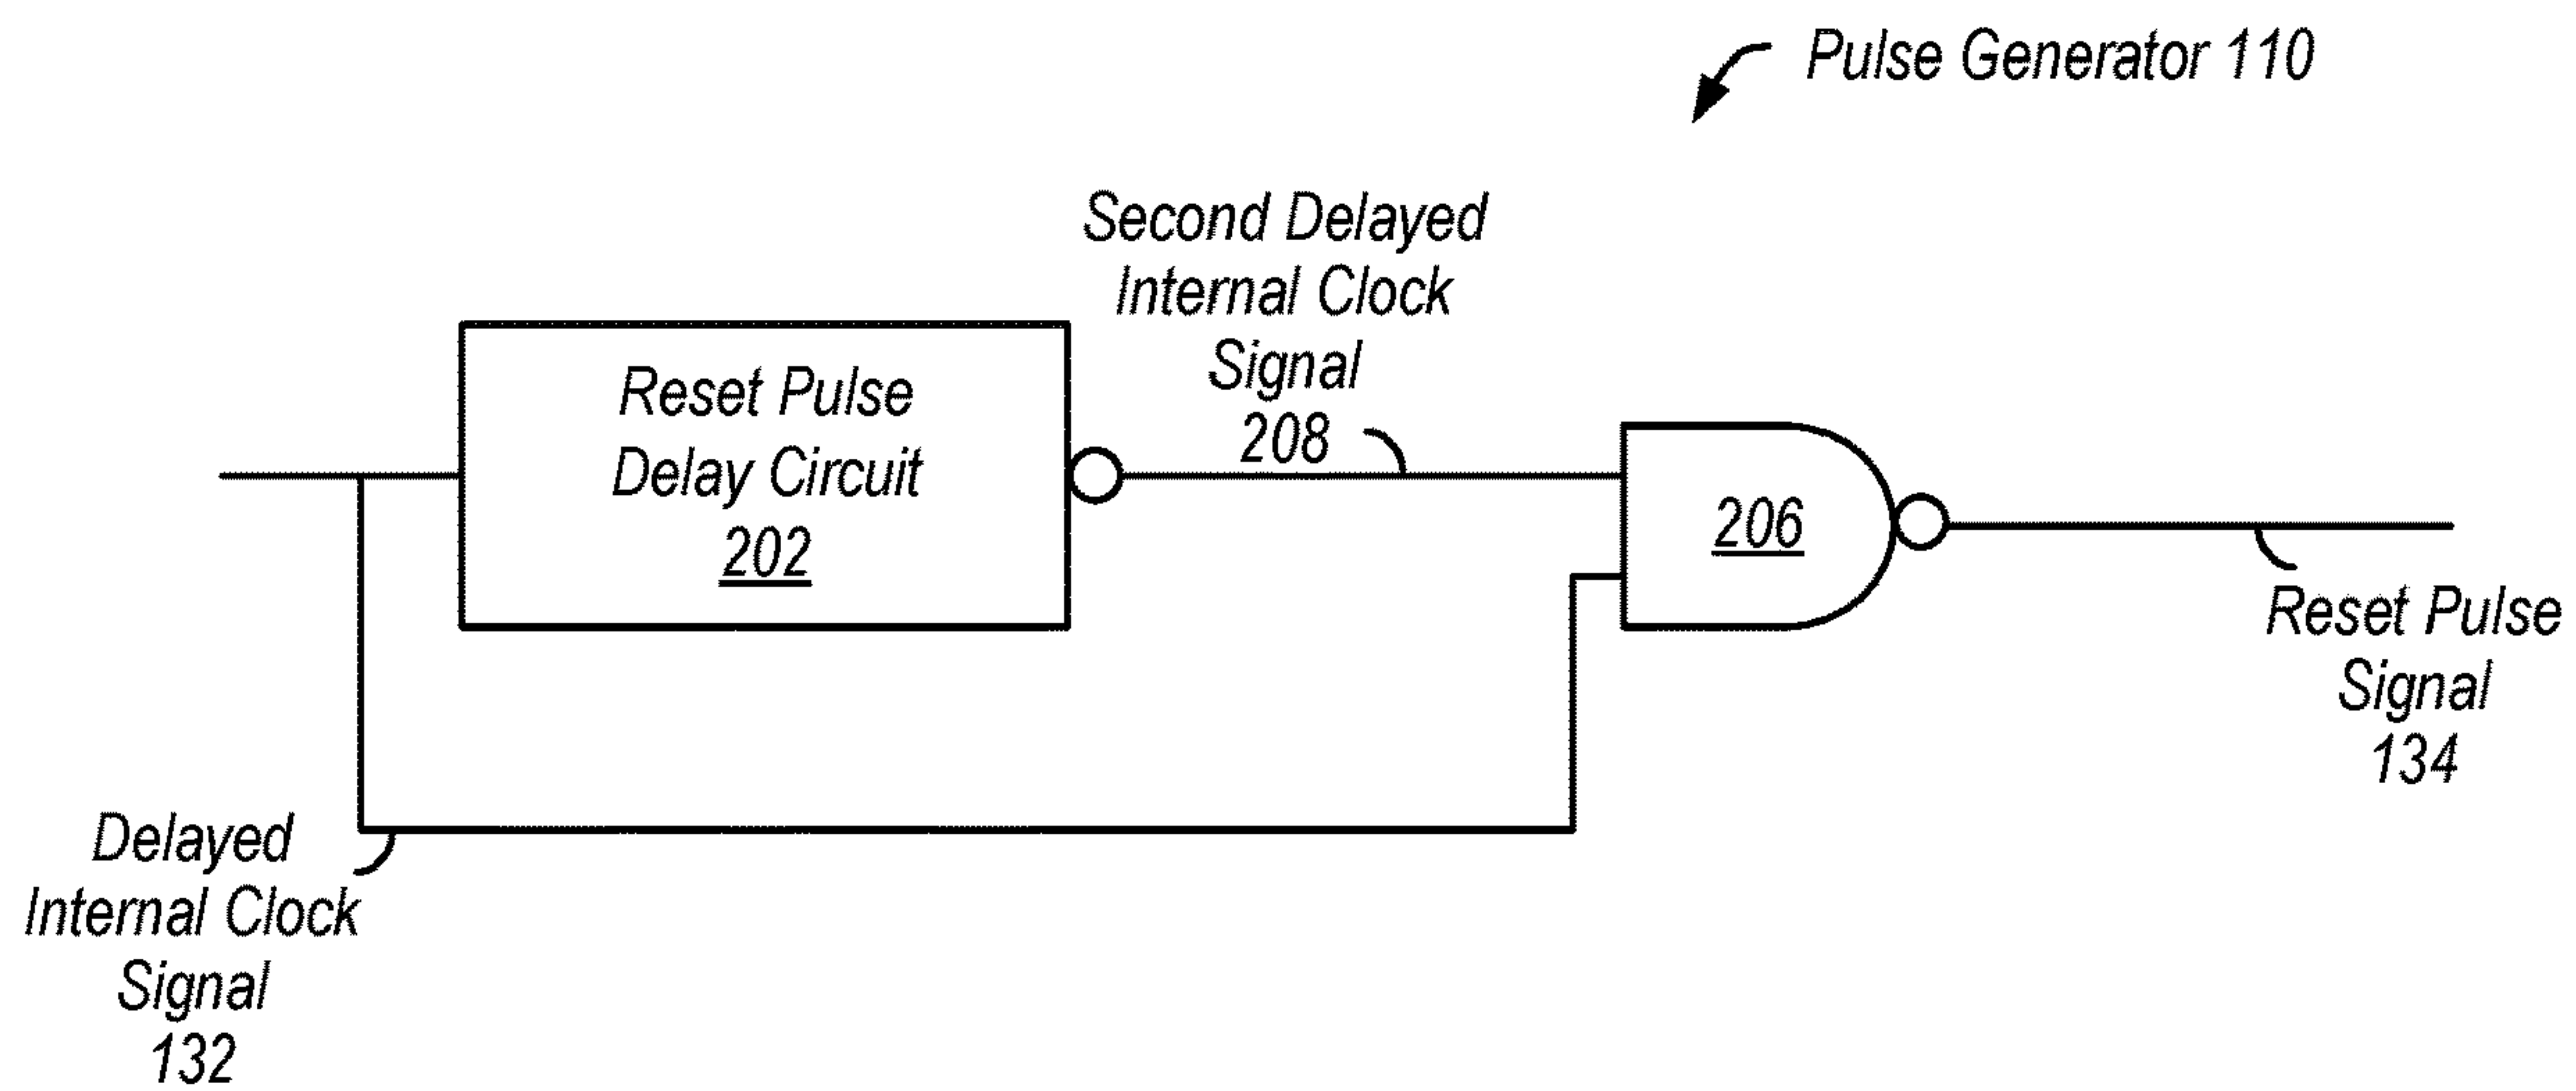 Pulse Generator 110
Second Delayed
Internal Clock
Signal
208
Reset Pulse
Delay Circuit
202
206
Reset Pulse
Signal
134
Delayed
Internal Clock
Signal
132